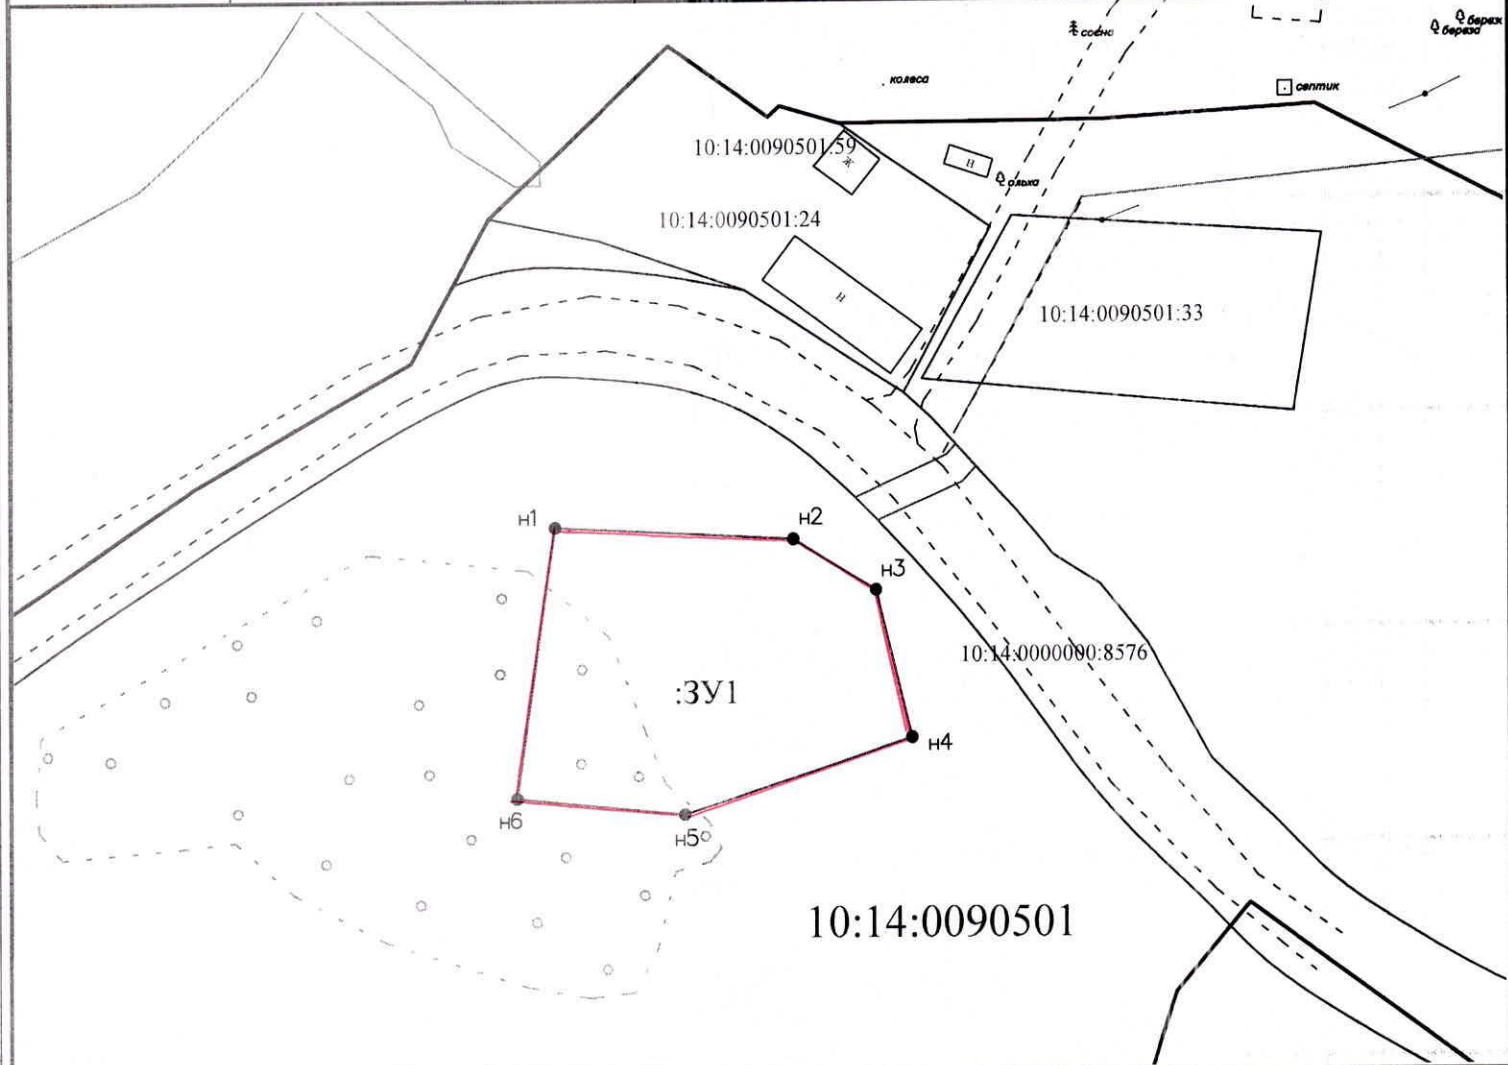 береза
береза
сосна
колеса
септик
10:14:0090501:59
Ж
Н
ольха
10:14:0090501:24
Н
10:14:0090501:33
н1
н2
н3
10:14:0000000:8576
:ЗУ1
н4
н6
н5
10:14:0090501